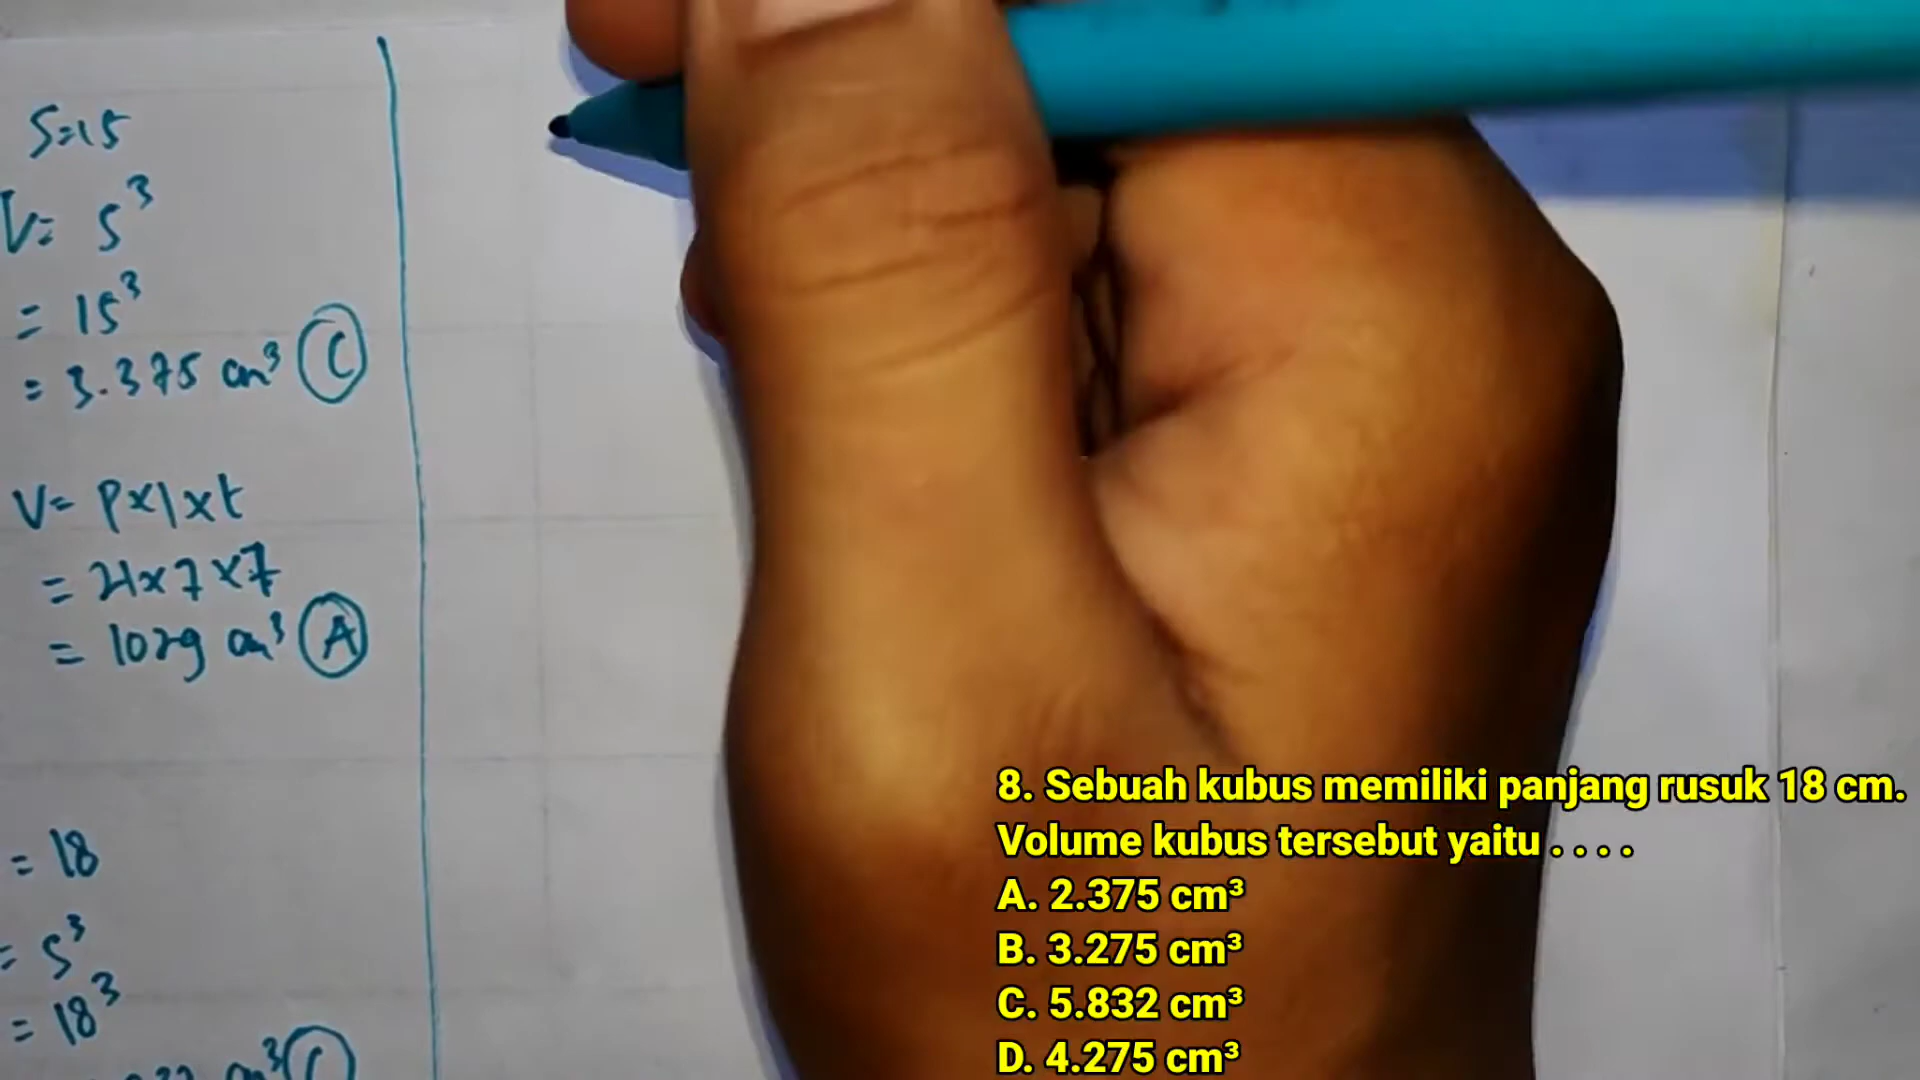 S=15
V= S³
= 15³
= 3.375 cm³ C
V= P×l×t
= 21×7×7
= 1029 cm³ A
= 18
= S³
= 18³
cm³ C
8. Sebuah kubus memiliki panjang rusuk 18 cm.
Volume kubus tersebut yaitu . . . .
A. 2.375 cm³
B. 3.275 cm³
C. 5.832 cm³
D. 4.275 cm³